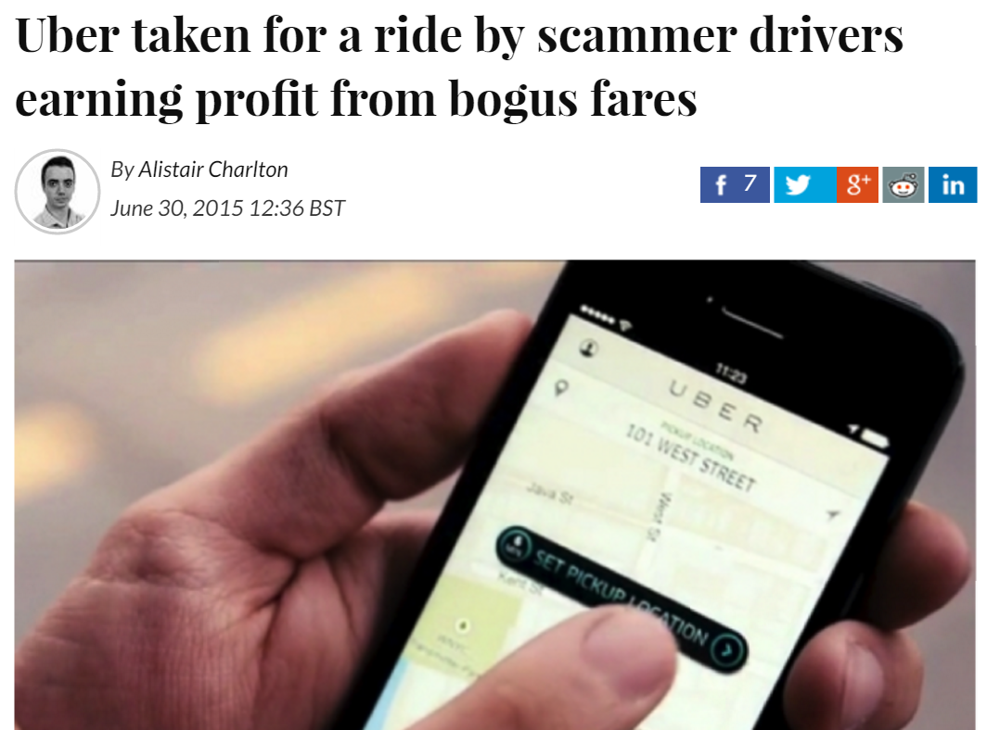 Uber taken for a ride by scammer drivers
earning profit from bogus fares
By Alistair Charlton
June 30, 2015 12:36 BST
f 7
g+
in
11:23
UBER
PICKUP LOCATION
101 WEST STREET
Java St
West St
SET PICKUP LOCATION
Kent St